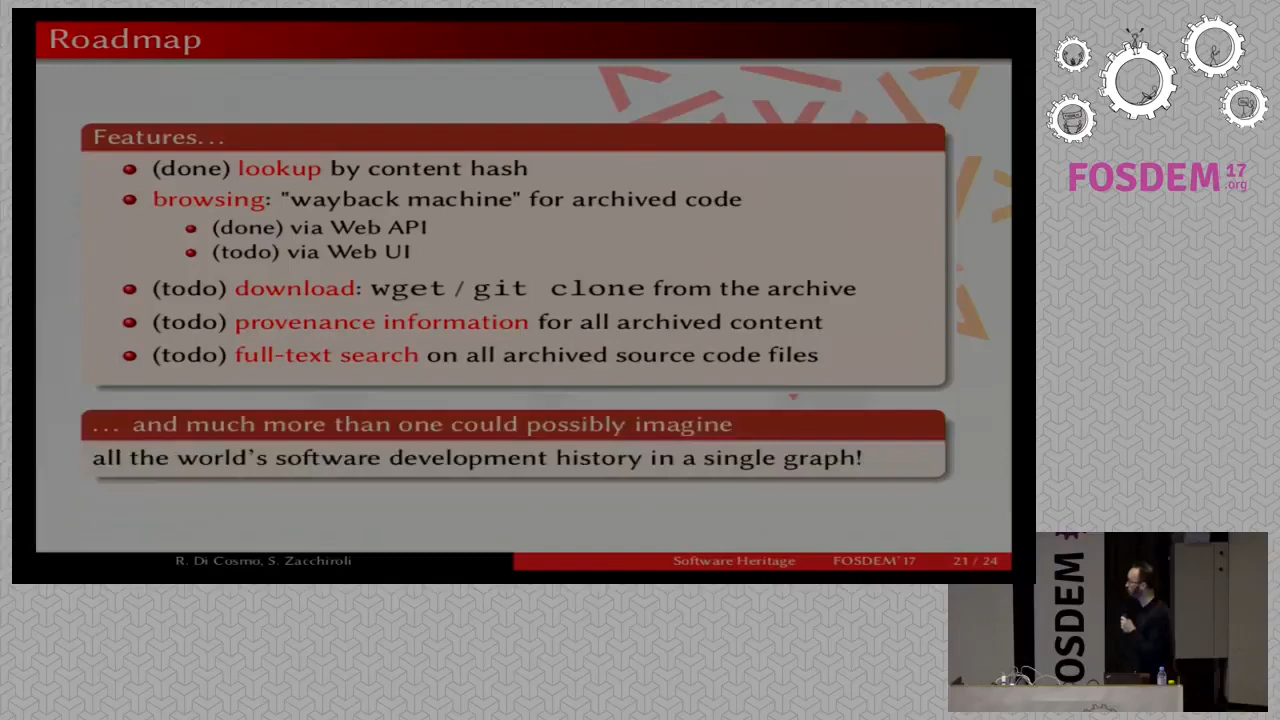 Roadmap
Features...
(done) lookup by content hash
browsing: "wayback machine" for archived code
(done) via Web API
(todo) via Web UI
(todo) download: wget / git clone from the archive
(todo) provenance information for all archived content
(todo) full-text search on all archived source code files
... and much more than one could possibly imagine
all the world's software development history in a single graph!
R. Di Cosmo, S. Zacchiroli
Software Heritage
FOSDEM'17
21 / 24
FOSDEM 17 .org
OSDEM